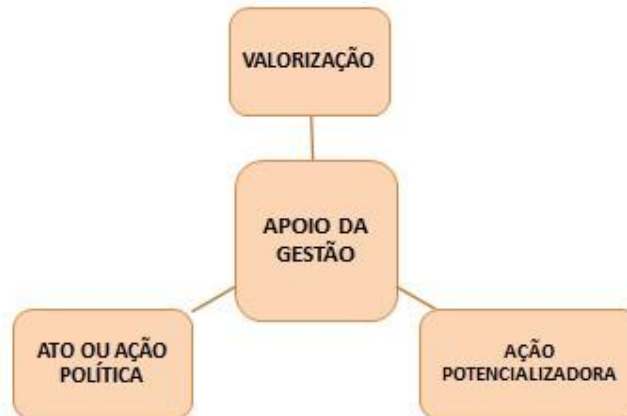 VALORIZAÇÃO
APOIO DA
GESTÃO
ATO OU AÇÃO
POLÍTICA
AÇÃO
POTENCIALIZADORA